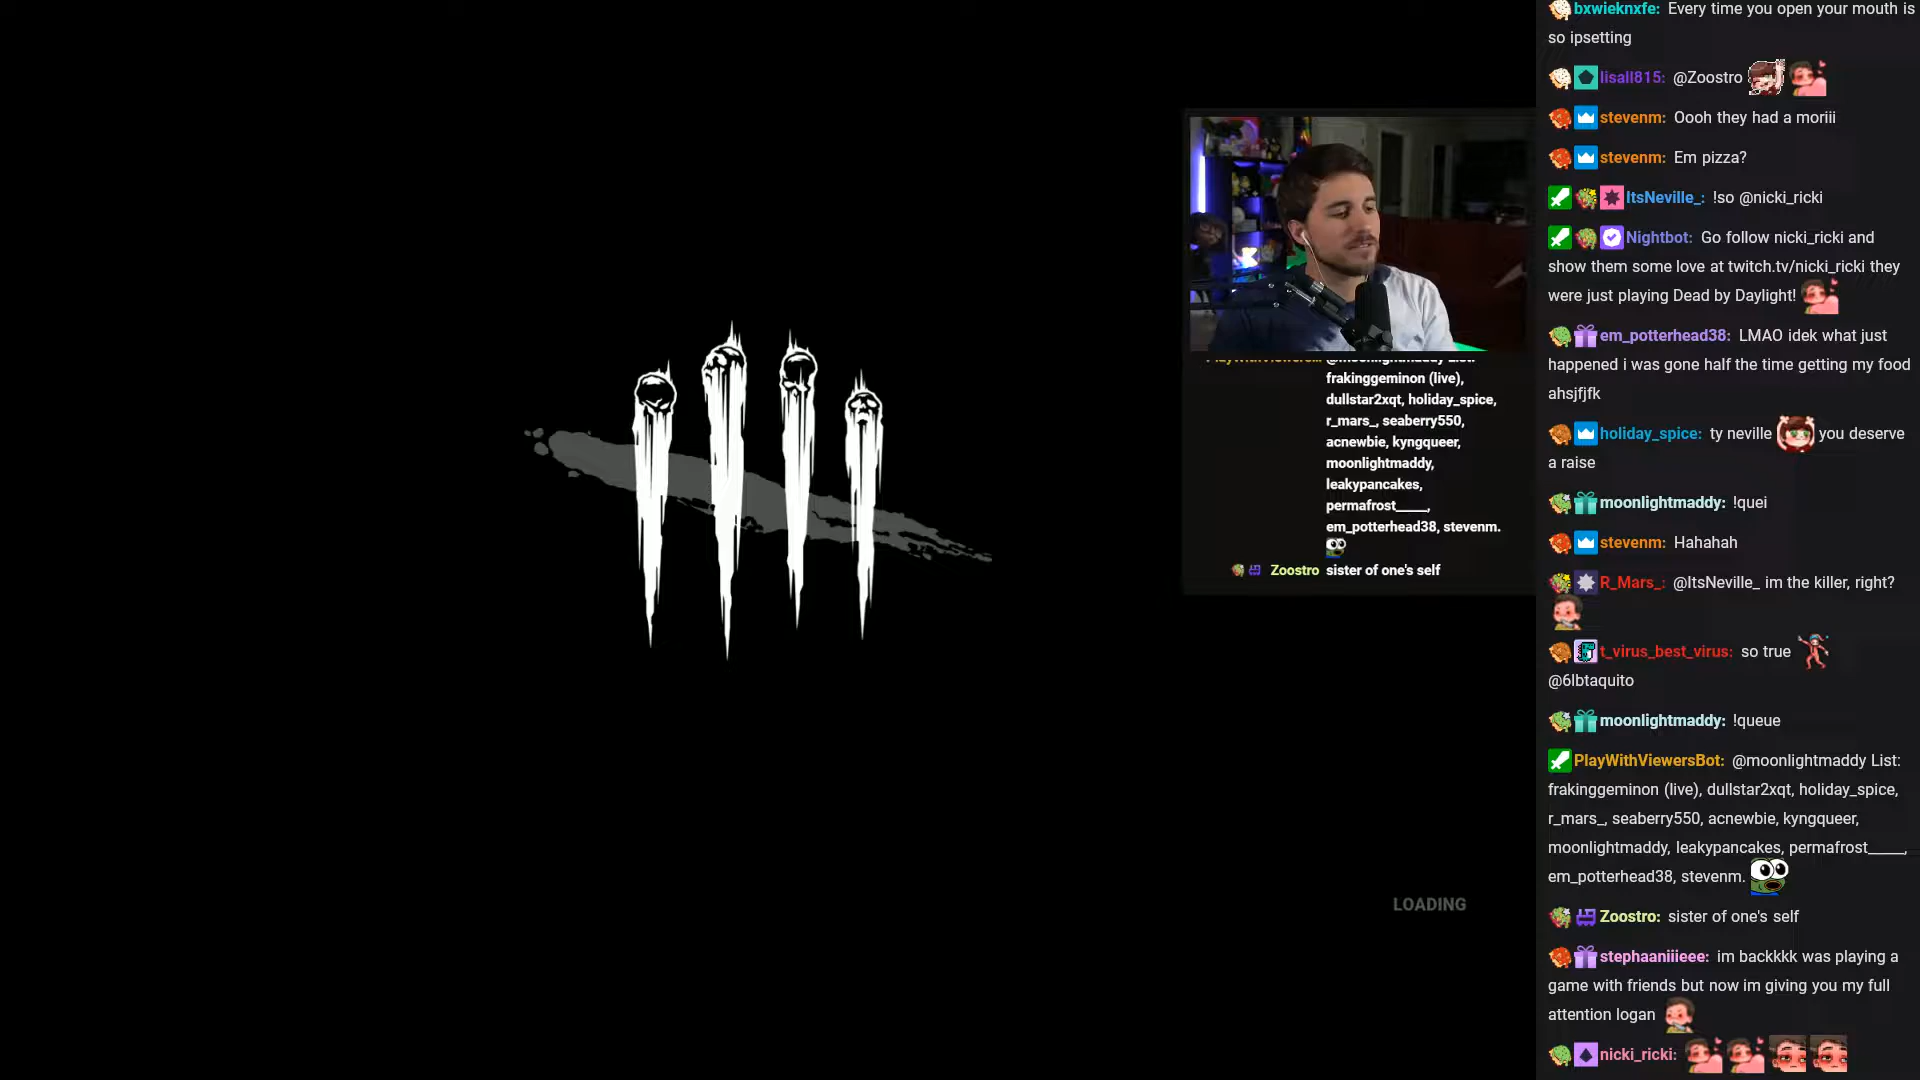 frakinggeminon (live),
dullstar2xqt, holiday_spice,
r_mars_, seaberry550,
acnewbie, kyngqueer,
moonlightmaddy,
leakypancakes,
permafrost_____,
em_potterhead38, stevenm.
Zoostro sister of one's self
LOADING
bxwieknxfe: Every time you open your mouth is
so ipsetting
lisall815: @Zoostro
stevenm: Oooh they had a moriii
stevenm: Em pizza?
ItsNeville_: !so @nicki_ricki
Nightbot: Go follow nicki_ricki and
show them some love at twitch.tv/nicki_ricki they
were just playing Dead by Daylight!
em_potterhead38: LMAO idek what just
happened i was gone half the time getting my food
ahsjfjfk
holiday_spice: ty neville you deserve
a raise
moonlightmaddy: !quei
stevenm: Hahahah
R_Mars_: @ItsNeville_ im the killer, right?
t_virus_best_virus: so true
@6lbtaquito
moonlightmaddy: !queue
PlayWithViewersBot: @moonlightmaddy List:
frakinggeminon (live), dullstar2xqt, holiday_spice,
r_mars_, seaberry550, acnewbie, kyngqueer,
moonlightmaddy, leakypancakes, permafrost_____,
em_potterhead38, stevenm.
Zoostro: sister of one's self
stephaaniiieee: im backkkk was playing a
game with friends but now im giving you my full
attention logan
nicki_ricki: